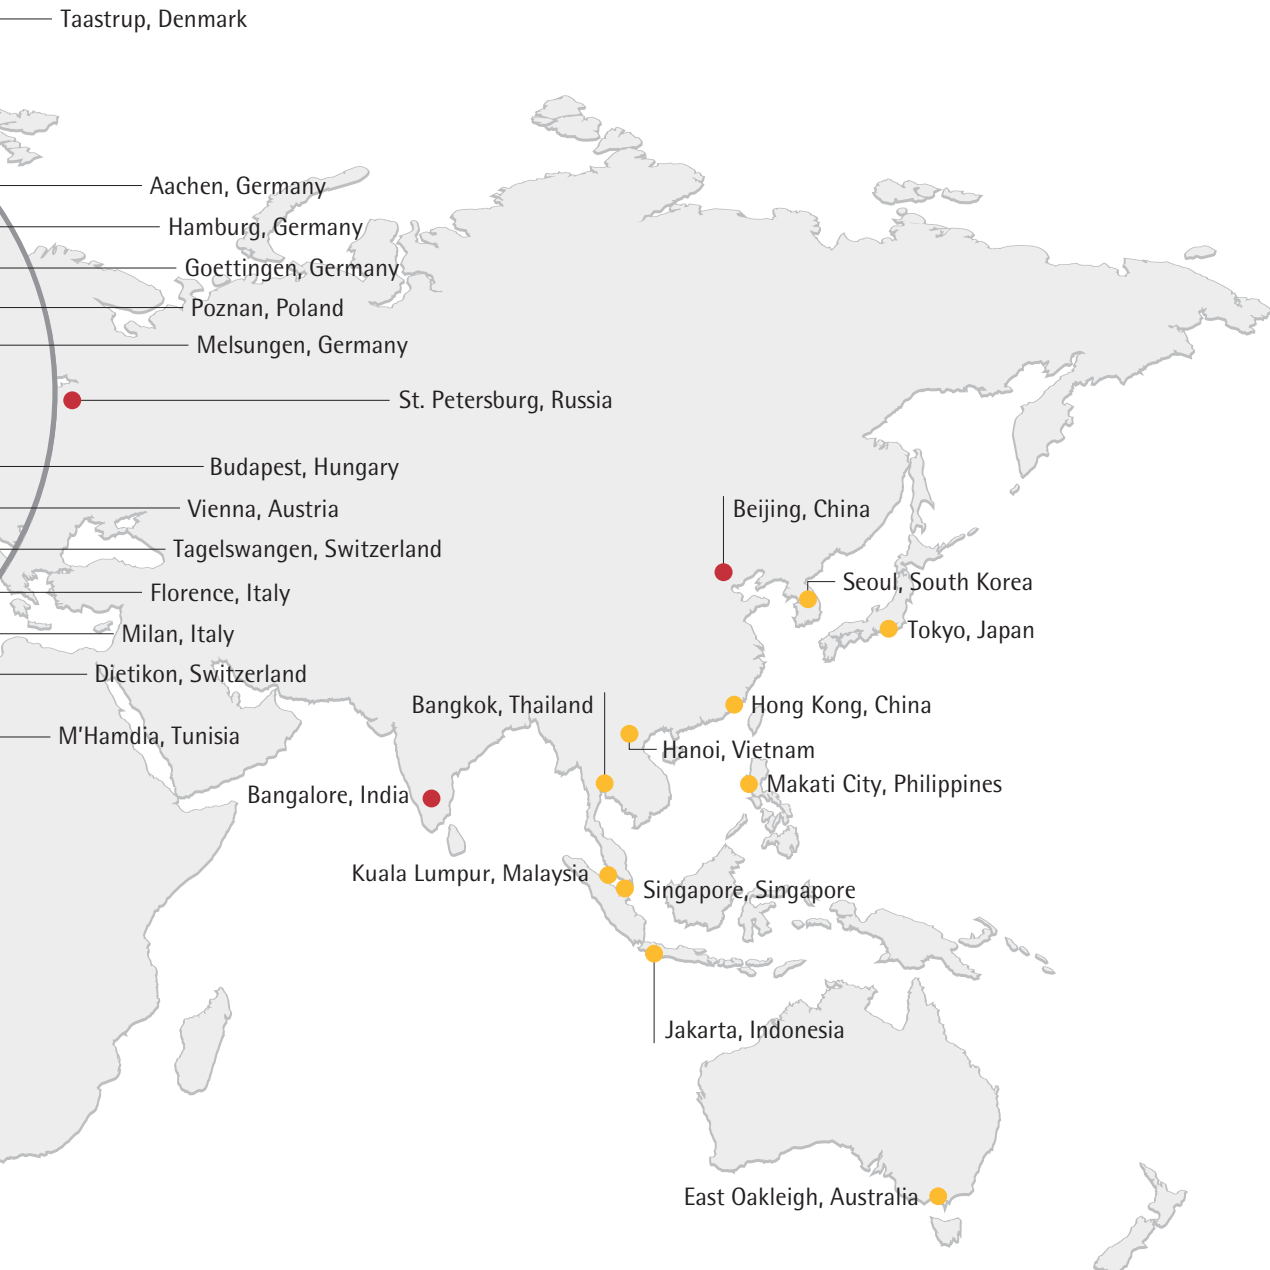 Taastrup, Denmark
Aachen, Germany
Hamburg, Germany
Goettingen, Germany
Poznan, Poland
Melsungen, Germany
St. Petersburg, Russia
Budapest, Hungary
Vienna, Austria
Beijing, China
Tagelswangen, Switzerland
Seoul, South Korea
Florence, Italy
Milan, Italy
Tokyo, Japan
Dietikon, Switzerland
Bangkok, Thailand
Hong Kong, China
M'Hamdia, Tunisia
Hanoi, Vietnam
Makati City, Philippines
Bangalore, India
Kuala Lumpur, Malaysia
Singapore, Singapore
Jakarta, Indonesia
East Oakleigh, Australia